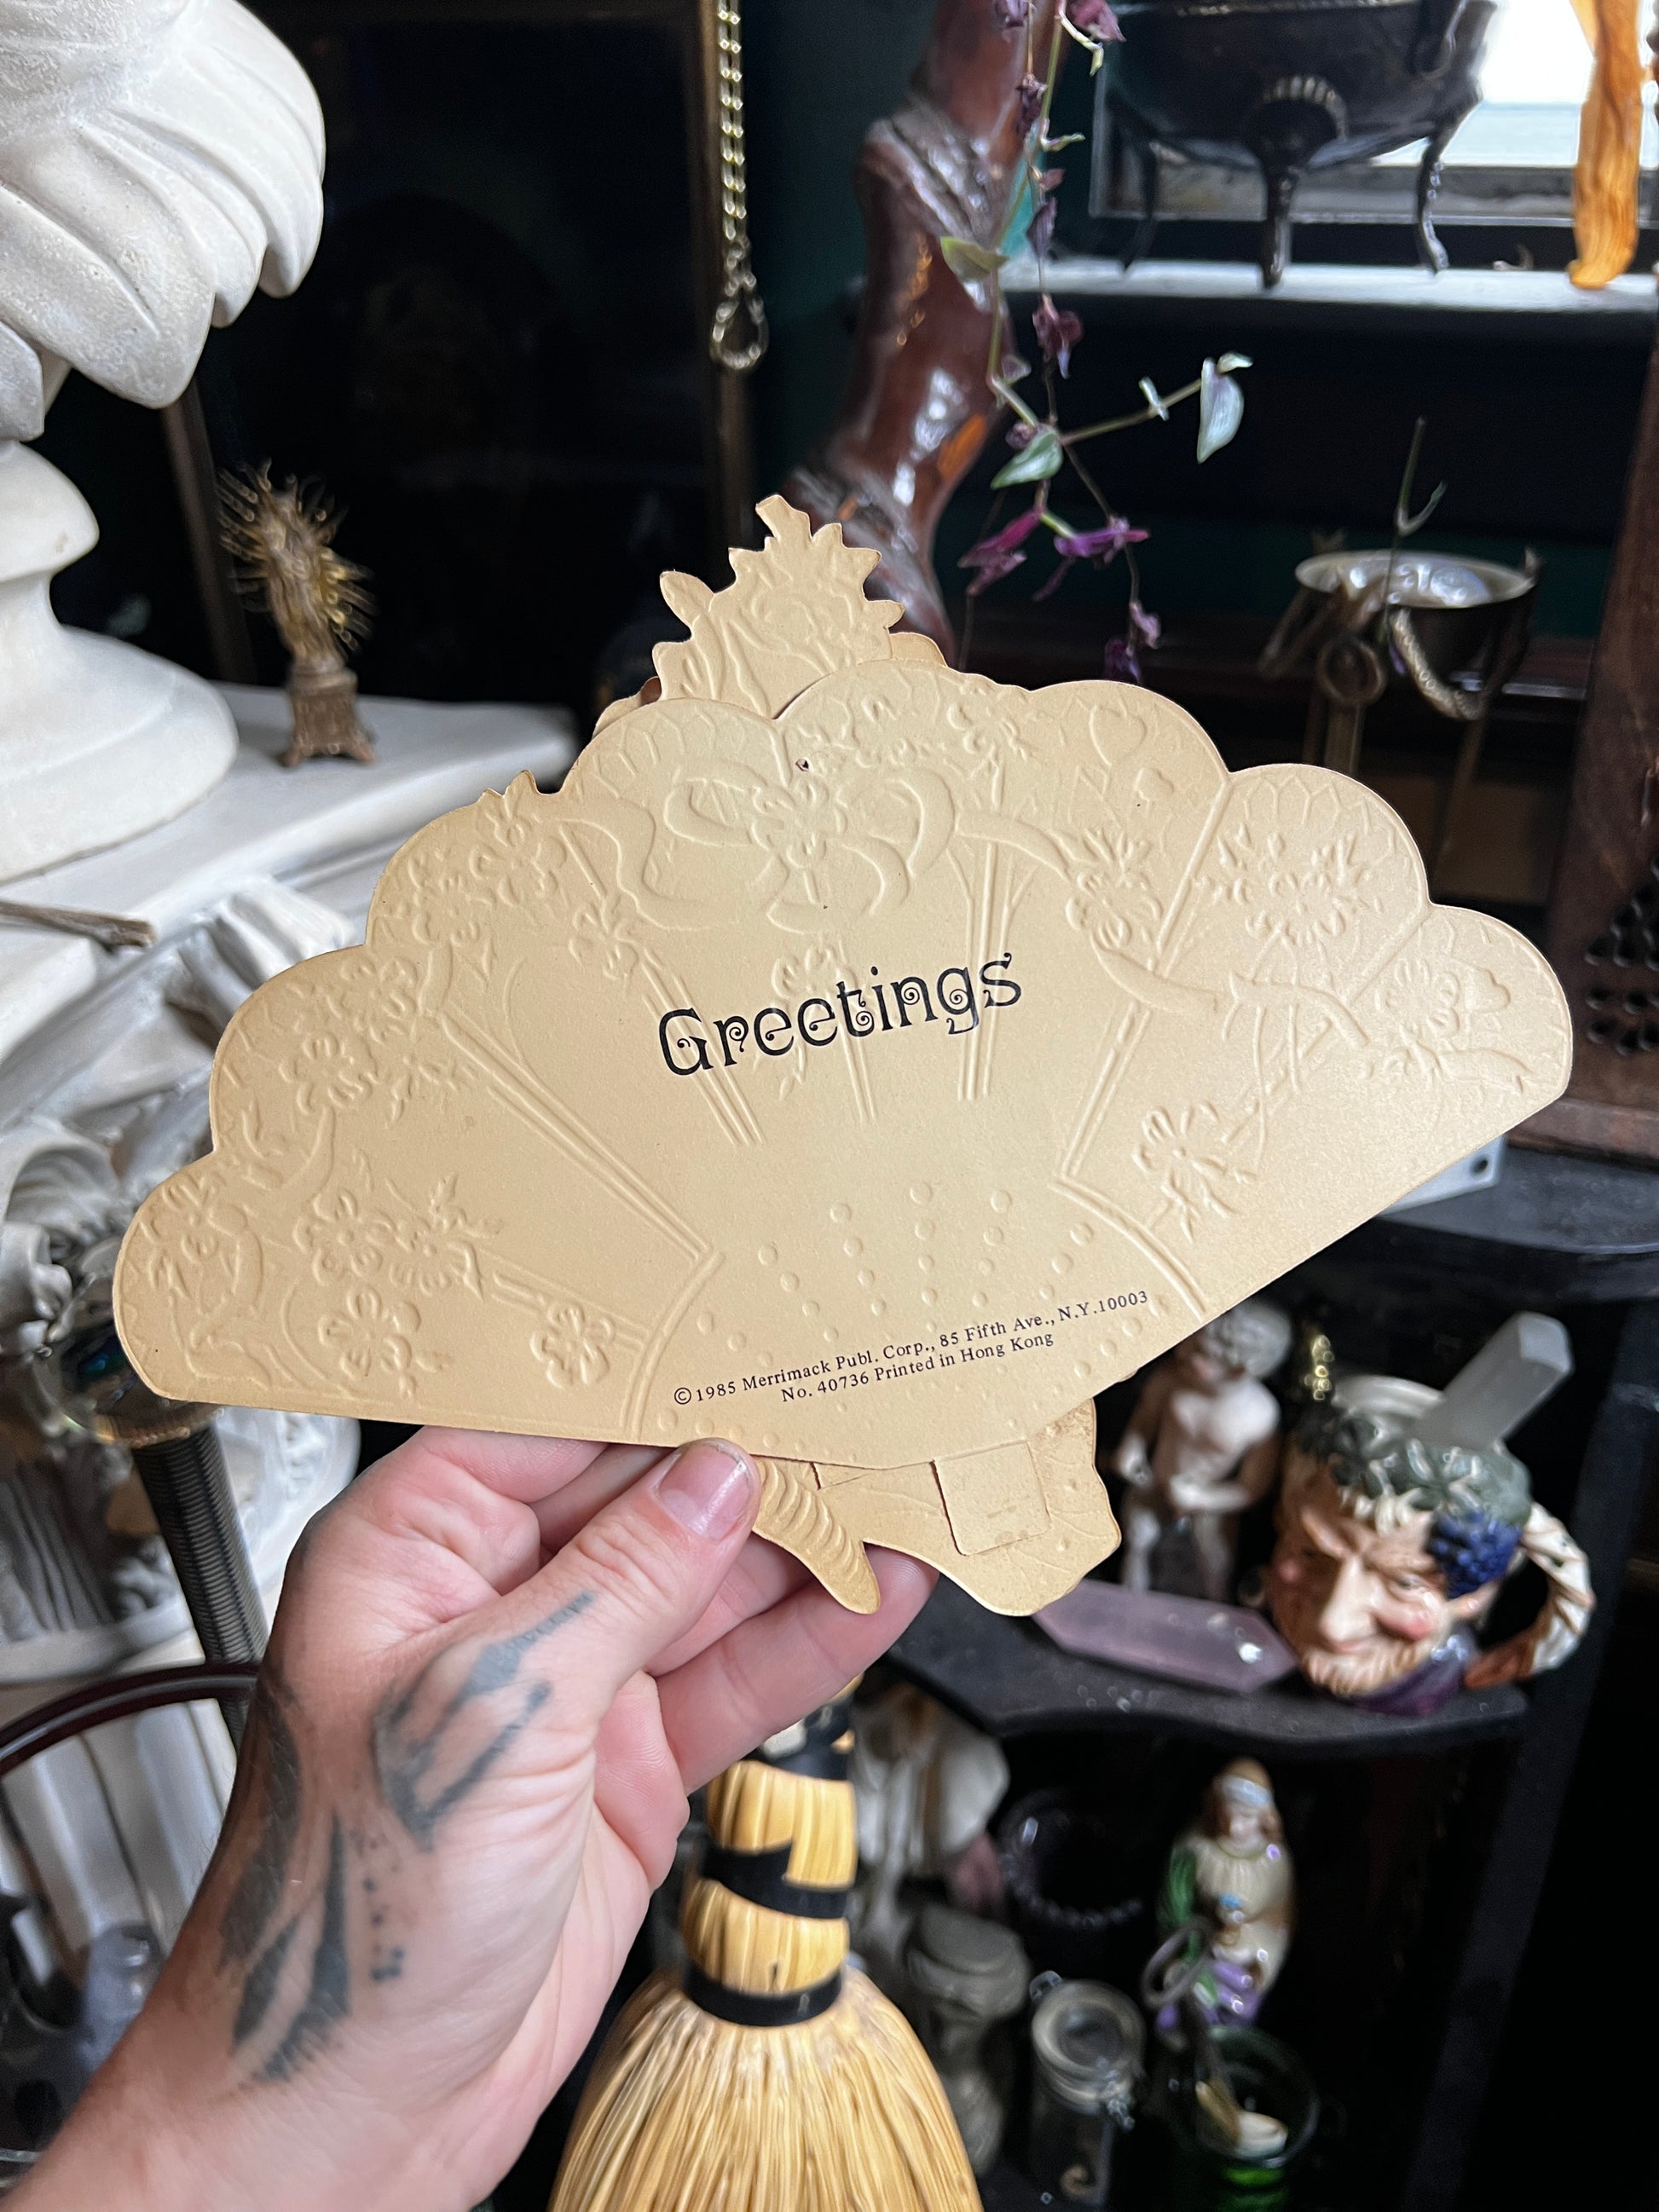 Greetings
© 1985 Merrimack Publ. Corp., 85 Fifth Ave., N.Y.10003
No. 40736 Printed in Hong Kong